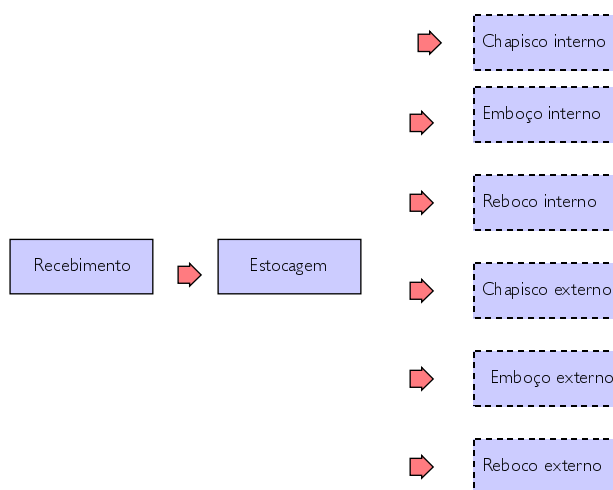 Chapisco interno
Emboço interno
Reboco interno
Recebimento
Estocagem
Chapisco externo
Emboço externo
Reboco externo